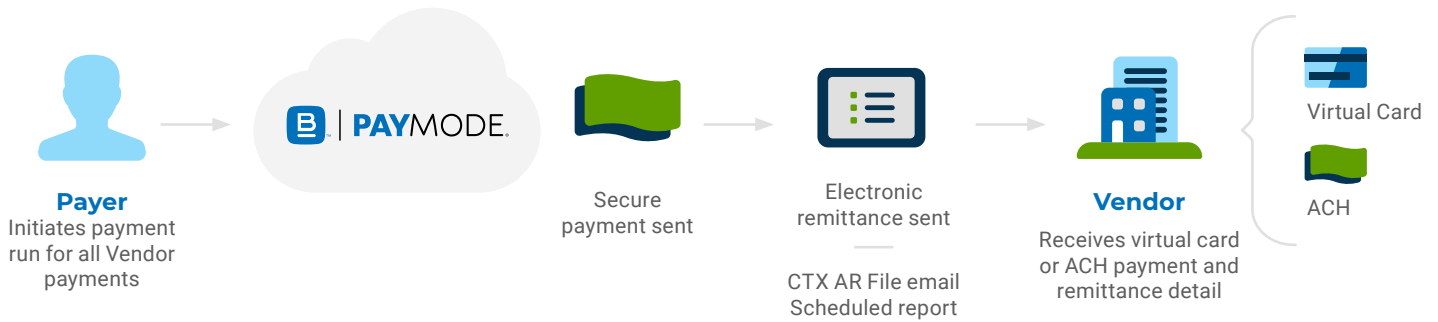 B™ | PAYMODE®
Payer
Initiates payment
run for all Vendor
payments
Secure
payment sent
Electronic
remittance sent
CTX AR File email
Scheduled report
Vendor
Receives virtual card
or ACH payment and
remittance detail
Virtual Card
ACH